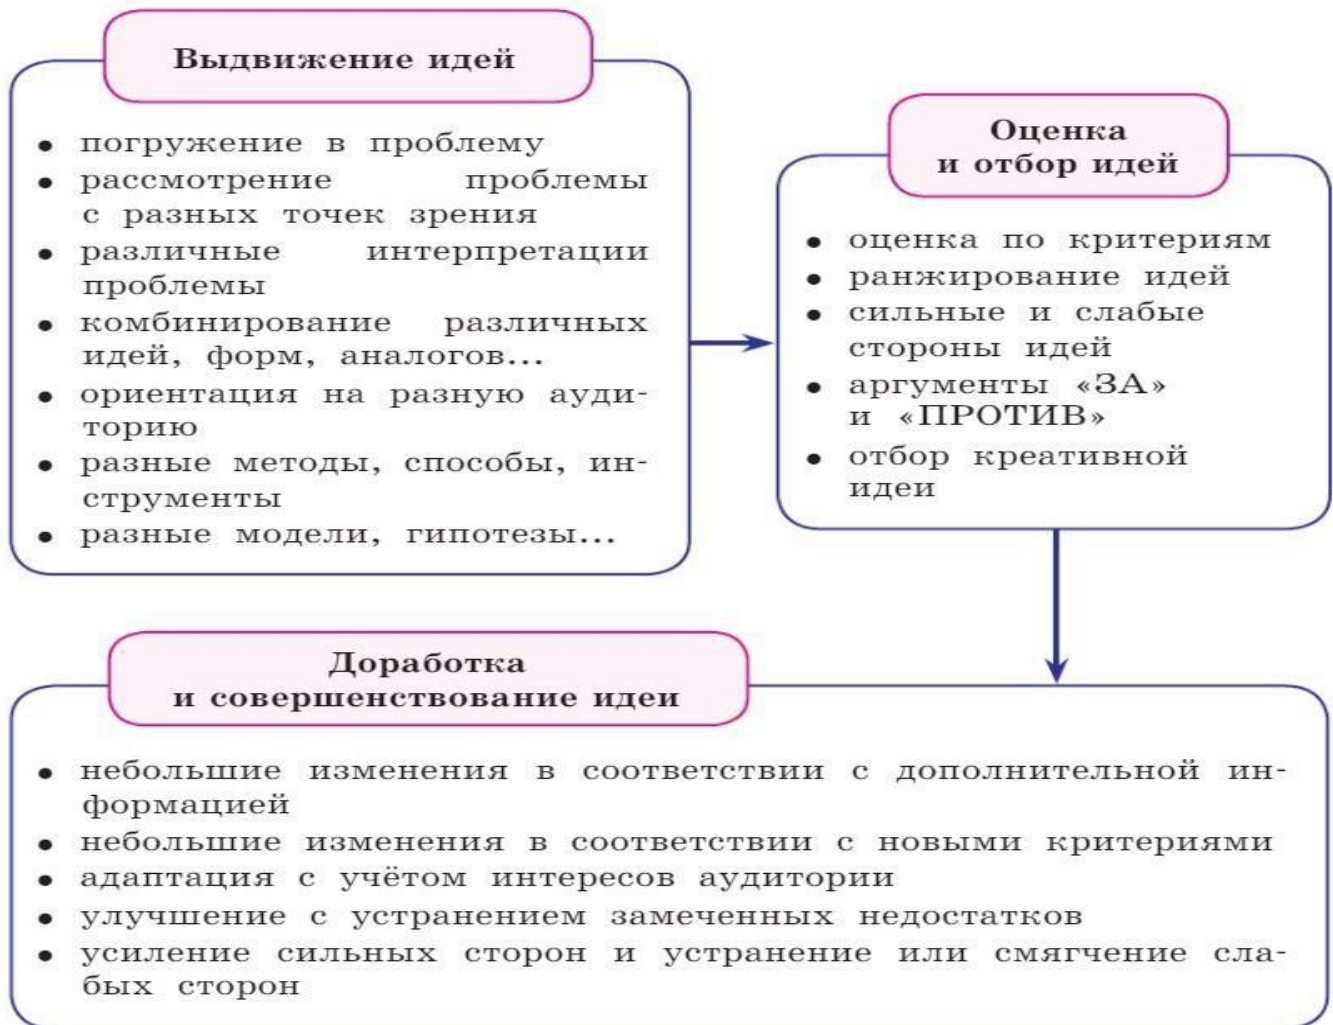 Выдвижение идей
• погружение в проблему
• рассмотрение проблемы
с разных точек зрения
• различные интерпретации
проблемы
• комбинирование различных
идей, форм, аналогов...
• ориентация на разную ауди-
торию
• разные методы, способы, ин-
струменты
• разные модели, гипотезы...
Оценка
и отбор идей
• оценка по критериям
• ранжирование идей
• сильные и слабые
стороны идей
• аргументы «ЗА»
и «ПРОТИВ»
• отбор креативной
идеи
Доработка
и совершенствование идеи
• небольшие изменения в соответствии с дополнительной ин-
формацией
• небольшие изменения в соответствии с новыми критериями
• адаптация с учётом интересов аудитории
• улучшение с устранением замеченных недостатков
• усиление сильных сторон и устранение или смягчение сла-
бых сторон